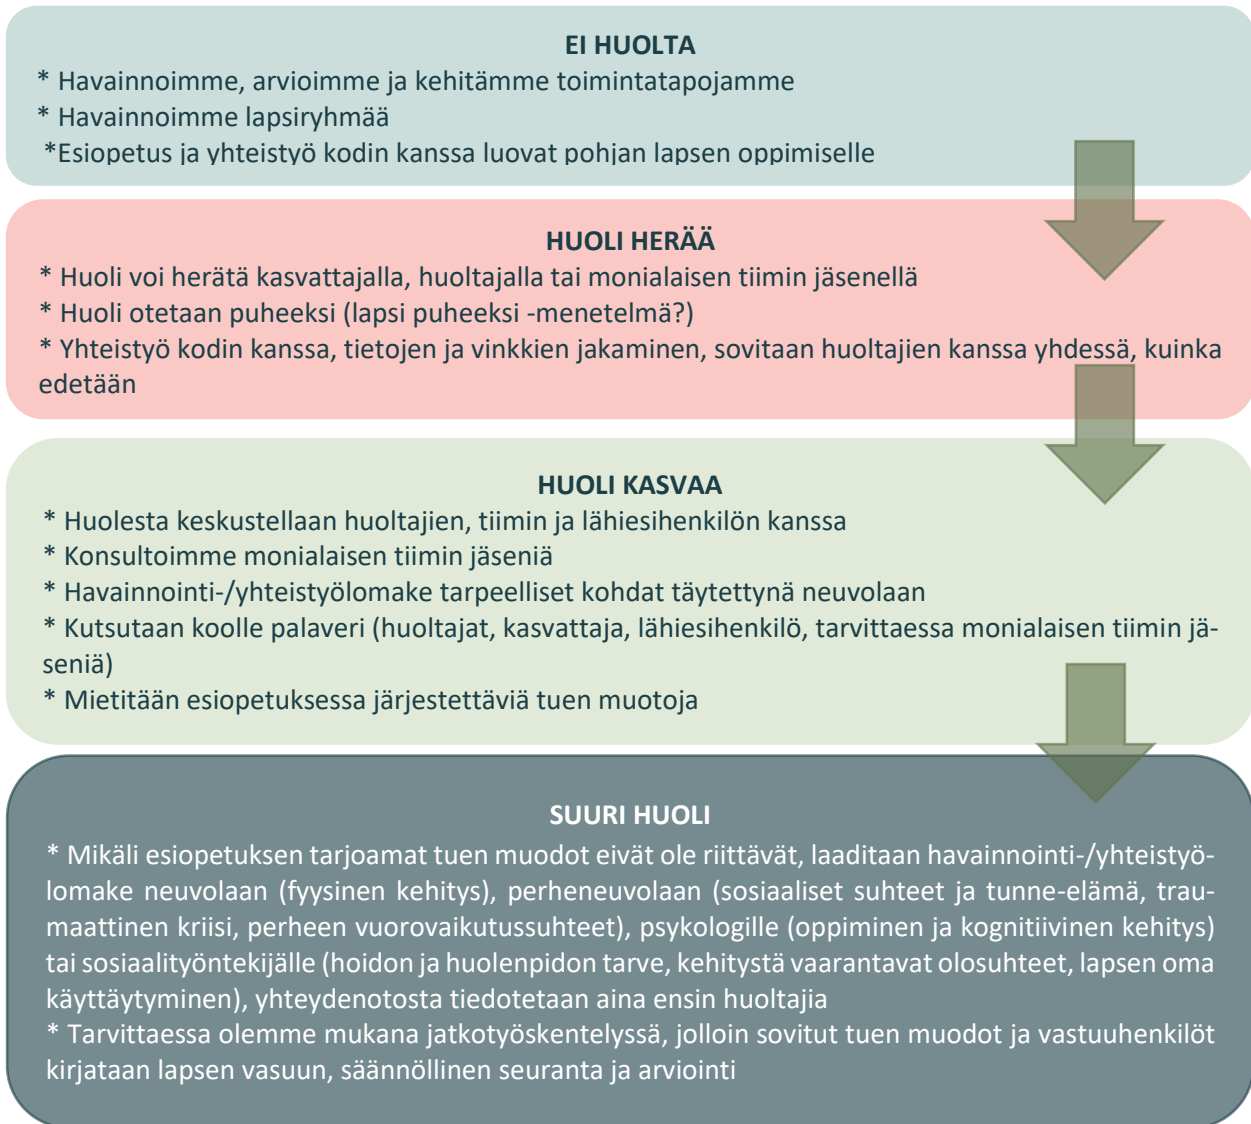 EI HUOLTA
* Havainnoimme, arvioimme ja kehitämme toimintatapojamme
* Havainnoimme lapsiryhmää
*Esiopetus ja yhteistyö kodin kanssa luovat pohjan lapsen oppimiselle
HUOLI HERÄÄ
* Huoli voi herätä kasvattajalla, huoltajalla tai monialaisen tiimin jäsenellä
* Huoli otetaan puheeksi (lapsi puheeksi -menetelmä?)
* Yhteistyö kodin kanssa, tietojen ja vinkkien jakaminen, sovitaan huoltajien kanssa yhdessä, kuinka
edetään
HUOLI KASVAA
* Huolesta keskustellaan huoltajien, tiimin ja lähiesihenkilön kanssa
* Konsultoimme monialaisen tiimin jäseniä
* Havainnointi-/yhteistyölomake tarpeelliset kohdat täytettynä neuvolaan
* Kutsutaan koolle palaveri (huoltajat, kasvattaja, lähiesihenkilö, tarvittaessa monialaisen tiimin jä-
seniä)
* Mietitään esiopetuksessa järjestettäviä tuen muotoja
SUURI HUOLI
* Mikäli esiopetuksen tarjoamat tuen muodot eivät ole riittävät, laaditaan havainnointi-/yhteistyö-
lomake neuvolaan (fyysinen kehitys), perheneuvolaan (sosiaaliset suhteet ja tunne-elämä, trau-
maattinen kriisi, perheen vuorovaikutussuhteet), psykologille (oppiminen ja kognitiivinen kehitys)
tai sosiaalityöntekijälle (hoidon ja huolenpidon tarve, kehitystä vaarantavat olosuhteet, lapsen oma
käyttäytyminen), yhteydenotosta tiedotetaan aina ensin huoltajia
* Tarvittaessa olemme mukana jatkotyöskentelyssä, jolloin sovitut tuen muodot ja vastuuhenkilöt
kirjataan lapsen vasuun, säännöllinen seuranta ja arviointi